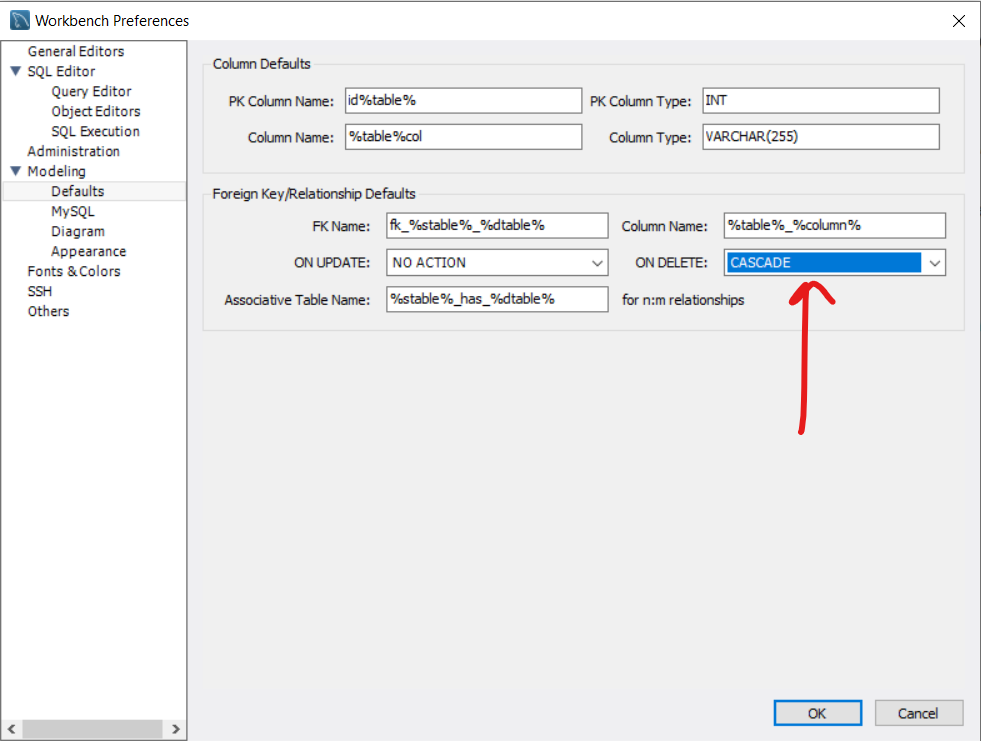 Workbench Preferences
General Editors
SQL Editor
Query Editor
Object Editors
SQL Execution
Administration
Modeling
Defaults
MySQL
Diagram
Appearance
Fonts & Colors
SSH
Others
Column Defaults
PK Column Name: id%table% PK Column Type: INT
Column Name: %table%col Column Type: VARCHAR(255)
Foreign Key/Relationship Defaults
FK Name: fk_%stable%_%dtable% Column Name: %table%_%column%
ON UPDATE: NO ACTION ON DELETE: CASCADE
Associative Table Name: %stable%_has_%dtable% for n:m relationships
OK Cancel